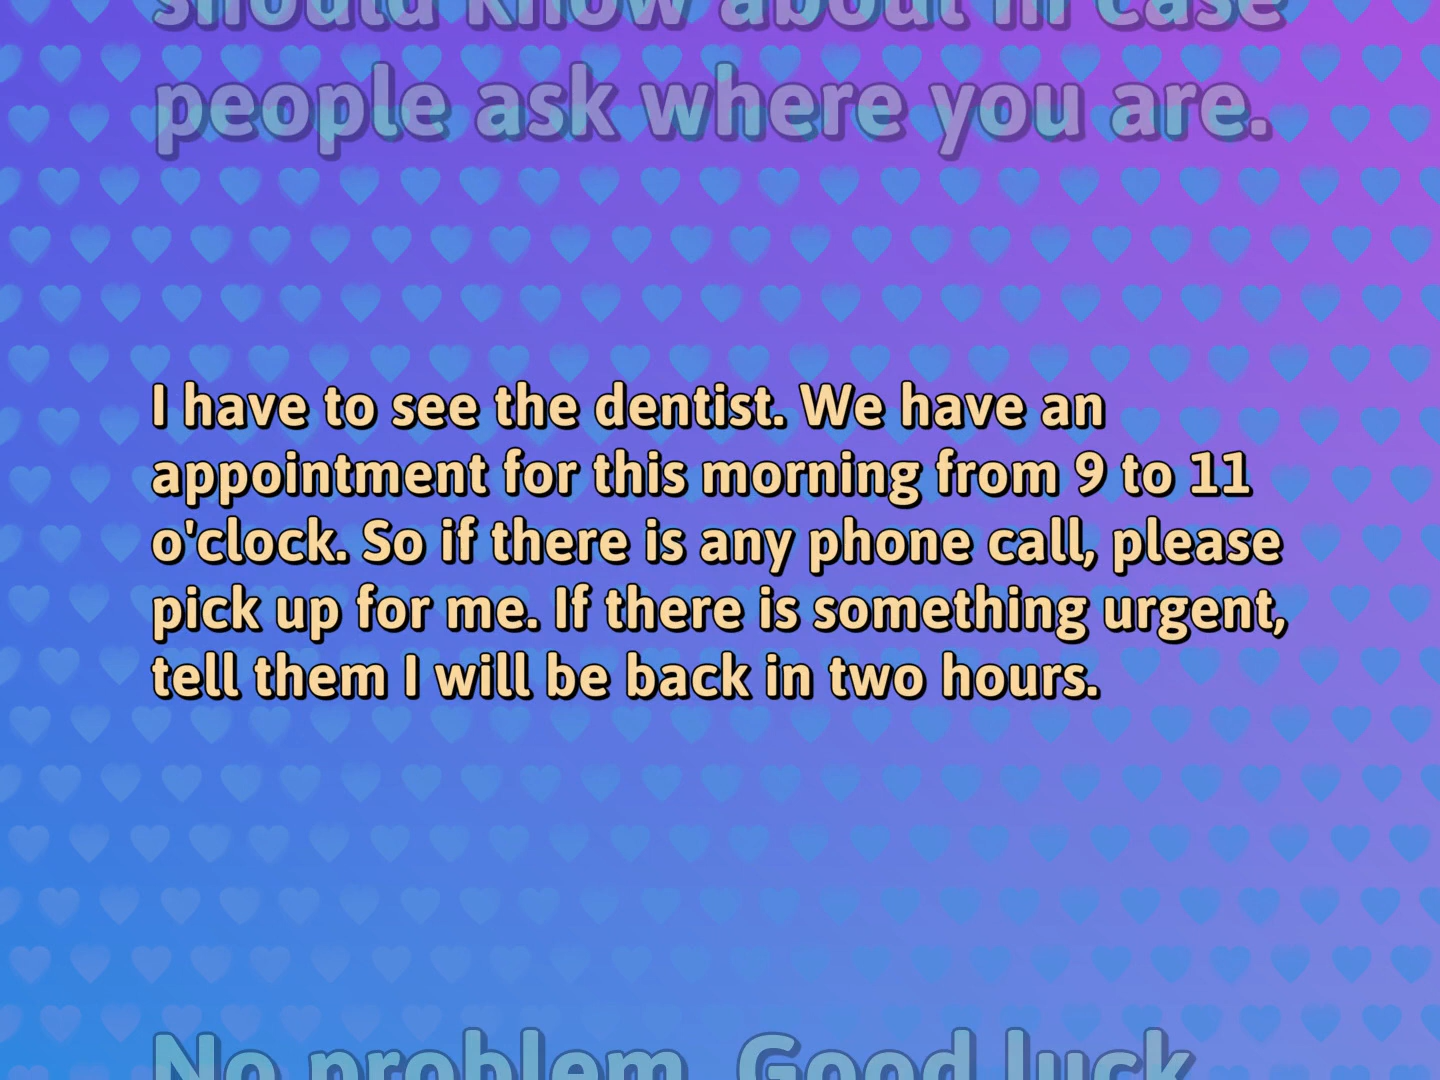 should know about in case
people ask where you are.
I have to see the dentist. We have an
appointment for this morning from 9 to 11
o'clock. So if there is any phone call, please
pick up for me. If there is something urgent,
tell them I will be back in two hours.
No problem. Good luck